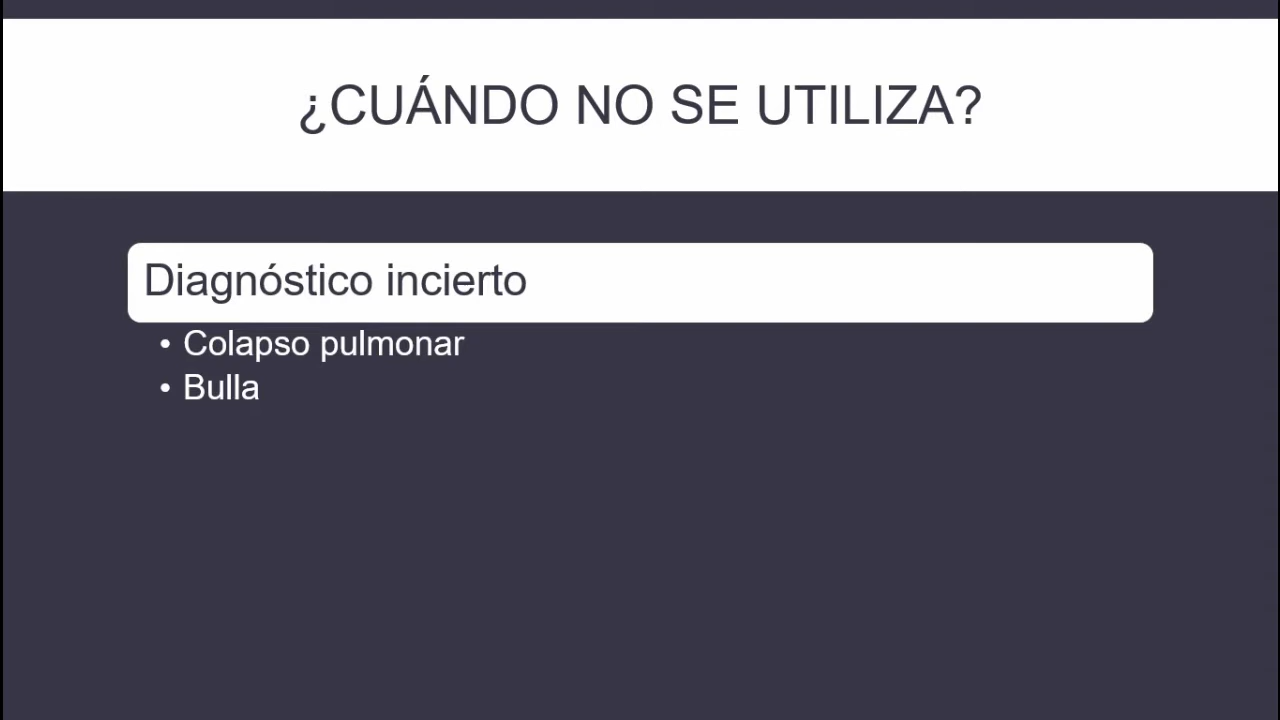 ¿CUÁNDO NO SE UTILIZA?
Diagnóstico incierto
• Colapso pulmonar
• Bulla